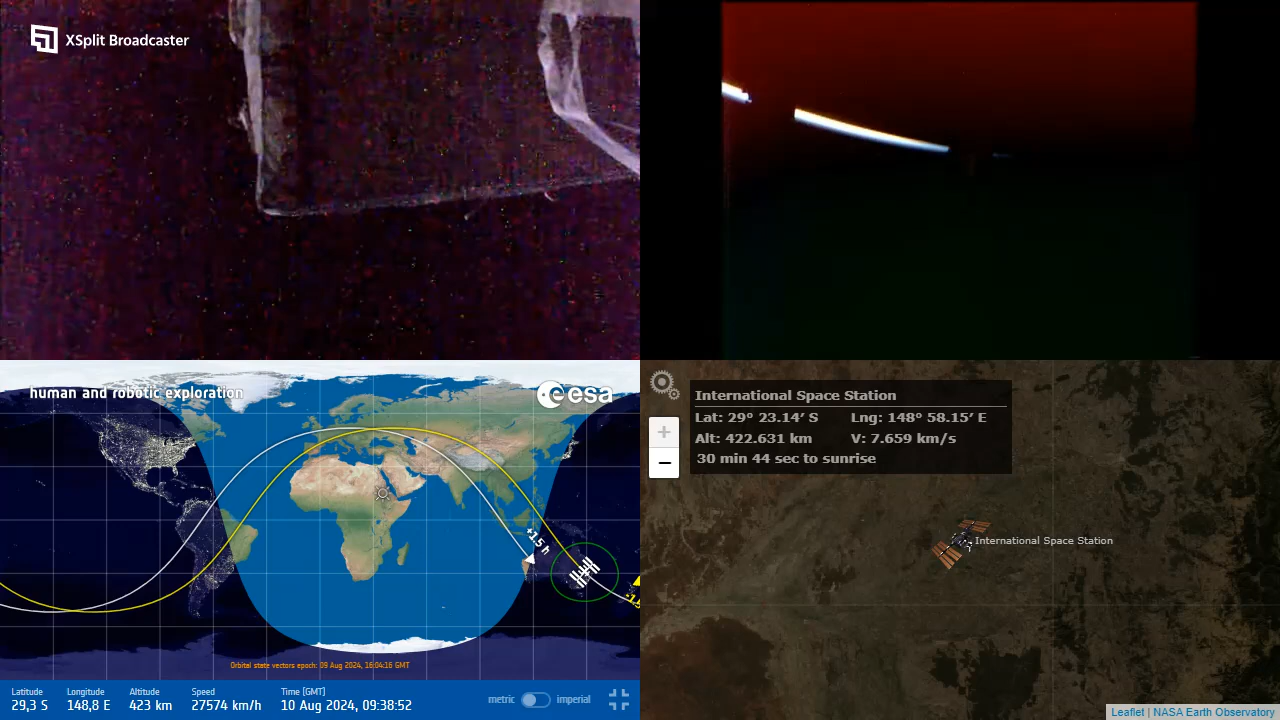 XSplit Broadcaster
human and robotic exploration
esa
+1.5 h
Orbital state vectors epoch: 09 Aug 2024, 16:04:16 GMT
Latitude Longitude Altitude Speed Time [GMT]
29,3 S 148,8 E 423 km 27574 km/h 10 Aug 2024, 09:38:52
metric imperial
International Space Station
Lat: 29° 23.14′ S Lng: 148° 58.15′ E
Alt: 422.631 km V: 7.659 km/s
30 min 44 sec to sunrise
+
−
International Space Station
Leaflet | NASA Earth Observatory